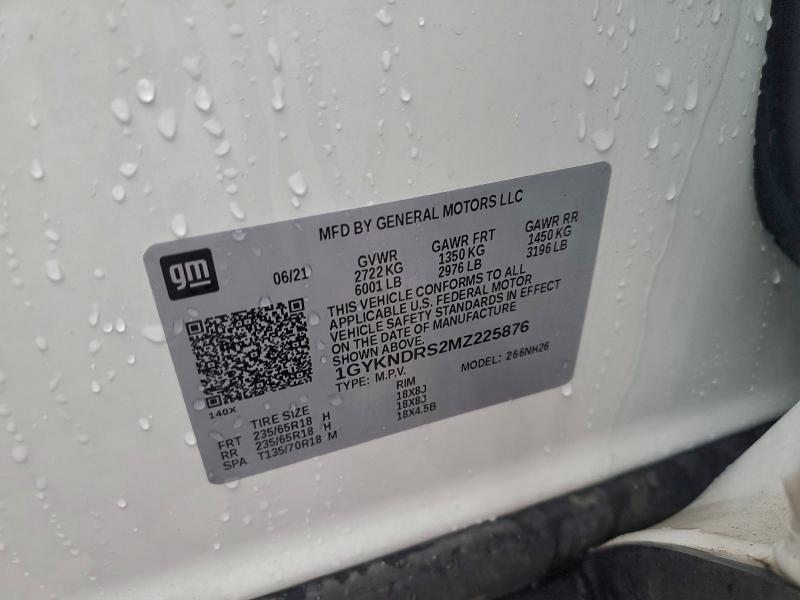 MFD BY GENERAL MOTORS LLC
gm
06/21
GVWR
2722 KG
6001 LB
GAWR FRT
1350 KG
2976 LB
GAWR RR
1450 KG
3196 LB
THIS VEHICLE CONFORMS TO ALL
APPLICABLE U.S. FEDERAL MOTOR
VEHICLE SAFETY STANDARDS IN EFFECT
ON THE DATE OF MANUFACTURE
SHOWN ABOVE.
1GYKNDRS2MZ225876
TYPE: M.P.V. MODEL: 266NH26
140X
TIRE SIZE RIM
FRT 235/65R18 H 18X8J
RR 235/65R18 H 18X8J
SPA T135/70R18 M 18X4.5B